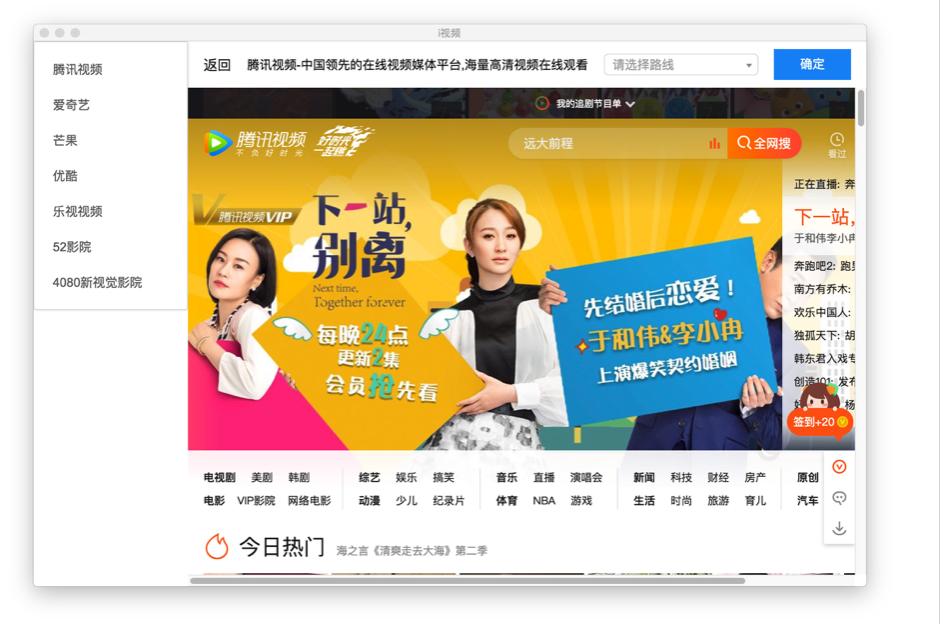 i视频
腾讯视频
爱奇艺
芒果
优酷
乐视视频
52影院
4080新视觉影院
返回 腾讯视频-中国领先的在线视频媒体平台,海量高清视频在线观看 请选择路线 确定
我的追剧节目单
腾讯视频
不负好时光
好时光一起燃
远大前程 全网搜 看过
腾讯视频VIP
下一站,
别离
Next time,
Together forever
每晚24点
更新2集
会员抢先看
先结婚后恋爱！
于和伟&李小冉
上演爆笑契约婚姻
正在直播: 奔
下一站,
于和伟李小冉
奔跑吧2: 跑
南方有乔木:
欢乐中国人:
独孤天下: 胡
韩东君入戏专
创造101: 发布
杨
签到+20
电视剧 美剧 韩剧 综艺 娱乐 搞笑 音乐 直播 演唱会 新闻 科技 财经 房产 原创
电影 VIP影院 网络电影 动漫 少儿 纪录片 体育 NBA 游戏 生活 时尚 旅游 育儿 汽车
今日热门 海之言《清爽走去大海》第二季